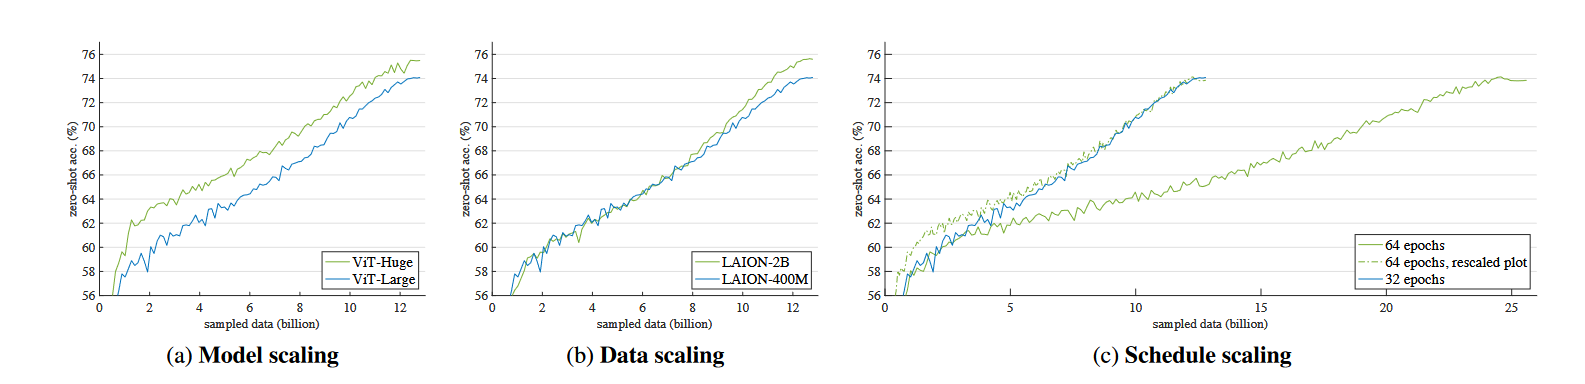 76
74
72
70
68
66
64
62
60
58
56
zero-shot acc. (%)
0 2 4 6 8 10 12
sampled data (billion)
ViT-Huge
ViT-Large
(a) Model scaling
76
74
72
70
68
66
64
62
60
58
56
zero-shot acc. (%)
0 2 4 6 8 10 12
sampled data (billion)
LAION-2B
LAION-400M
(b) Data scaling
76
74
72
70
68
66
64
62
60
58
56
zero-shot acc. (%)
0 5 10 15 20 25
sampled data (billion)
64 epochs
64 epochs, rescaled plot
32 epochs
(c) Schedule scaling